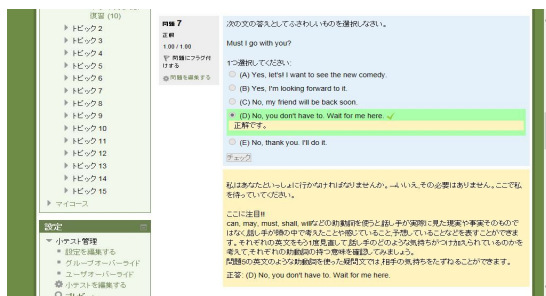 復習 (10)
トピック 2
トピック 3
トピック 4
トピック 5
トピック 6
トピック 7
トピック 8
トピック 9
トピック 10
トピック 11
トピック 12
トピック 13
トピック 14
トピック 15
マイコース
設定
小テスト管理
設定を編集する
グループオーバーライド
ユーザオーバーライド
小テストを編集する
プレビュー
問題 7
正解
1.00 / 1.00
問題にフラグ付けする
問題を編集する
次の文の答えとしてふさわしいものを選択しなさい。
Must I go with you?
1つ選択してください:
(A) Yes, let's! I want to see the new comedy.
(B) Yes, I'm looking forward to it.
(C) No, my friend will be back soon.
(D) No, you don't have to. Wait for me here.
正解です。
(E) No, thank you. I'll do it.
チェック
私はあなたといっしょに行かなければなりませんか。—いいえ、その必要はありません。ここで私
を待っていてください。
ここに注目!!
can, may, must, shall, willなどの助動詞を使うと話し手が実際に見た現実や事実そのもので
はなく、話し手が頭の中で考えたことや感じていること、予想していることなどを表すことができま
す。それぞれの英文をもう1度見直して、話し手のどのような気持ちがつけ加えられているのかを
考えて、それぞれの助動詞の持つ意味を確認してみましょう。
問題5の英文のような助動詞を使った疑問文では、相手の気持ちをたずねることができます。
正答: (D) No, you don't have to. Wait for me here.